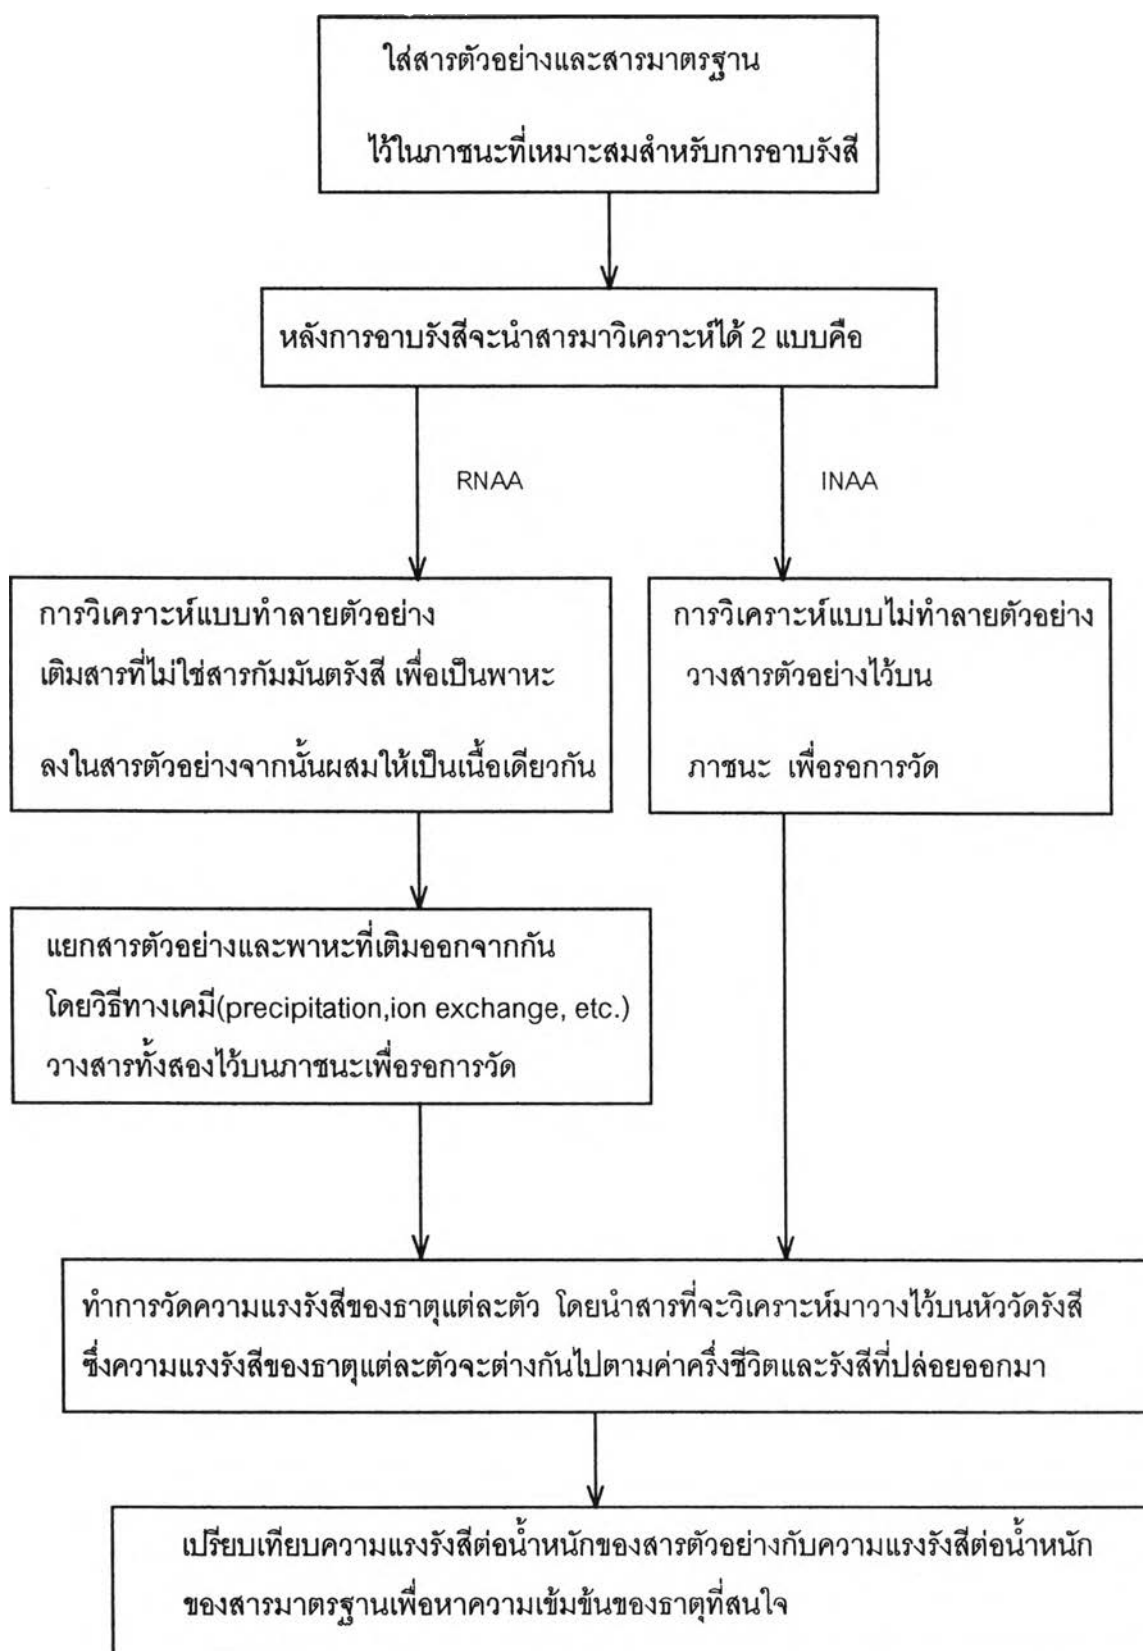 ใส่สารตัวอย่างและสารมาตรฐาน
ไว้ในภาชนะที่เหมาะสมสำหรับการอาบรังสี
หลังการอาบรังสีจะนำสารมาวิเคราะห์ได้ 2 แบบคือ
RNAA
INAA
การวิเคราะห์แบบทำลายตัวอย่าง
เติมสารที่ไม่ใช่สารกัมมันตรังสี เพื่อเป็นพาหะ
ลงในสารตัวอย่างจากนั้นผสมให้เป็นเนื้อเดียวกัน
การวิเคราะห์แบบไม่ทำลายตัวอย่าง
วางสารตัวอย่างไว้บน
ภาชนะ เพื่อรอการวัด
แยกสารตัวอย่างและพาหะที่เติมออกจากกัน
โดยวิธีทางเคมี(precipitation,ion exchange, etc.)
วางสารทั้งสองไว้บนภาชนะเพื่อรอการวัด
ทำการวัดความแรงรังสีของธาตุแต่ละตัว โดยนำสารที่จะวิเคราะห์มาวางไว้บนหัววัดรังสี
ซึ่งความแรงรังสีของธาตุแต่ละตัวจะต่างกันไปตามค่าครึ่งชีวิตและรังสีที่ปล่อยออกมา
เปรียบเทียบความแรงรังสีต่อน้ำหนักของสารตัวอย่างกับความแรงรังสีต่อน้ำหนัก
ของสารมาตรฐานเพื่อหาความเข้มข้นของธาตุที่สนใจ